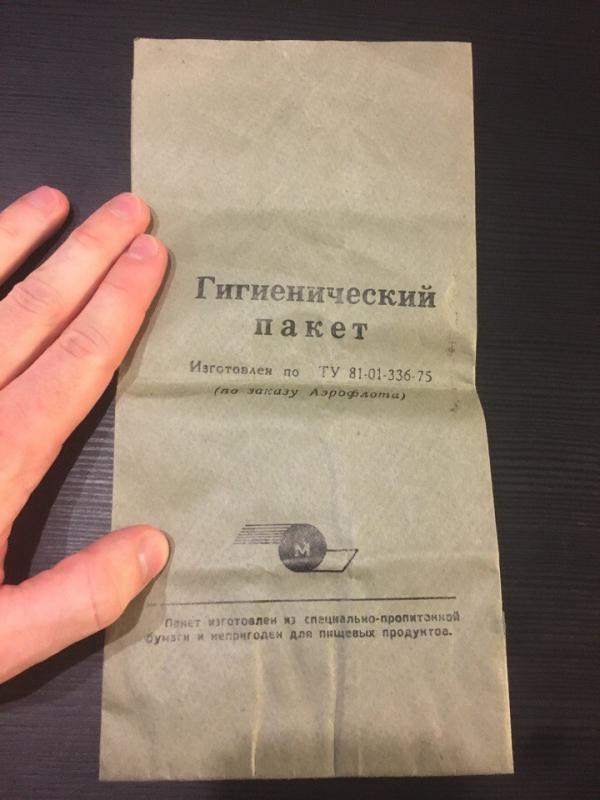 Гигиенический
пакет
Изготовлен по ТУ 81-01-336-75
(по заказу Аэрофлота)
М
Пакет изготовлен из специально-пропитанной
бумаги и непригоден для пищевых продуктов.